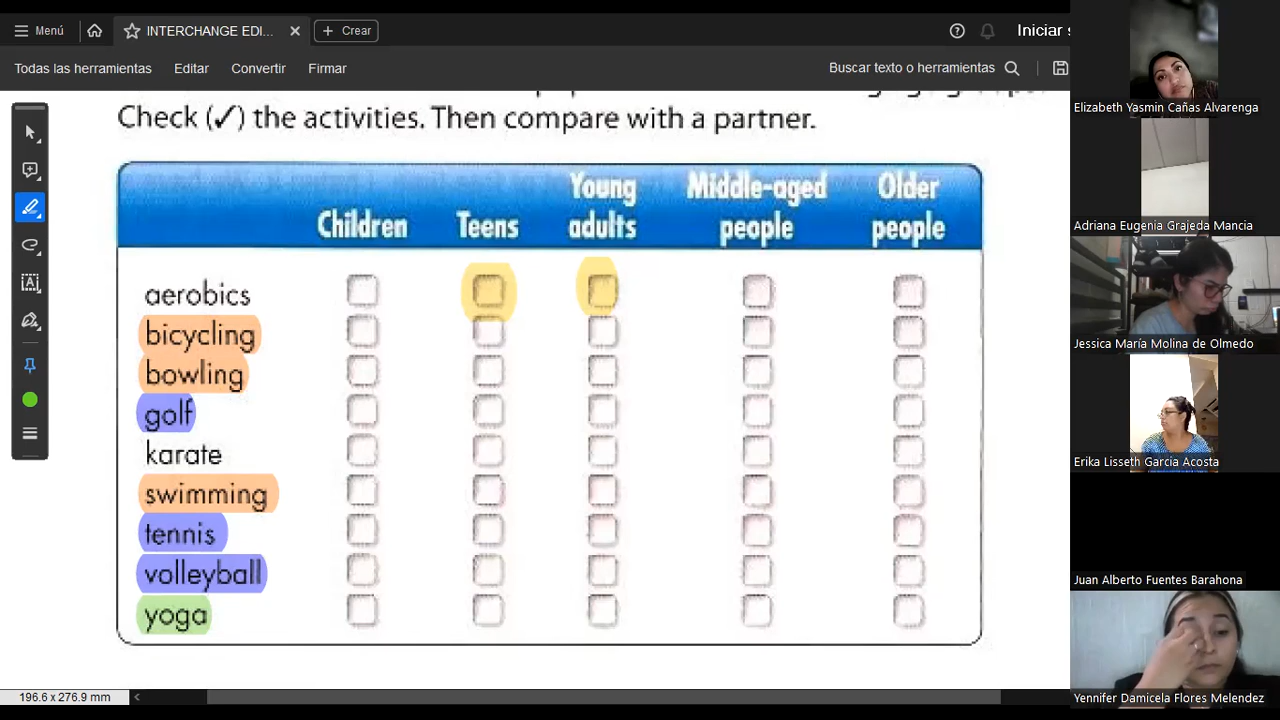 Menú
INTERCHANGE EDI...
Crear
Iniciar s
Todas las herramientas
Editar
Convertir
Firmar
Buscar texto o herramientas
Check (✓) the activities. Then compare with a partner.
Children
Teens
Young adults
Middle-aged people
Older people
aerobics
bicycling
bowling
golf
karate
swimming
tennis
volleyball
yoga
196.6 x 276.9 mm
Elizabeth Yasmin Cañas Alvarenga
Adriana Eugenia Grajeda Mancia
Jessica María Molina de Olmedo
Erika Lisseth Garcia Acosta
Juan Alberto Fuentes Barahona
Yennifer Damicela Flores Melendez